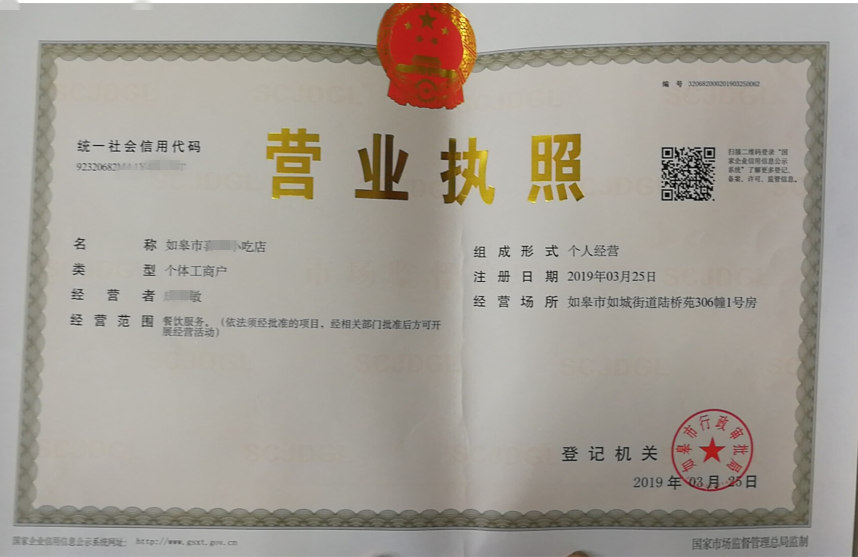 编 号 320682000201903250062
统一社会信用代码
92320682
营业执照
扫描二维码登录“国
家企业信用信息公示
系统”了解更多登记、
备案、许可、监管信息。
名 称 如皋市 小吃店
类 型 个体工商户
经 营 者 敏
经 营 范 围 餐饮服务。(依法须经批准的项目，经相关部门批准后方可开
展经营活动)
组 成 形 式 个人经营
注 册 日 期 2019年03月25日
经 营 场 所 如皋市如城街道陆桥苑306幢1号房
登 记 机 关
如皋市行政审批局
2019 年 03 月 25 日
国家企业信用信息公示系统网址: http://www.gsxt.gov.cn
国家市场监督管理总局监制